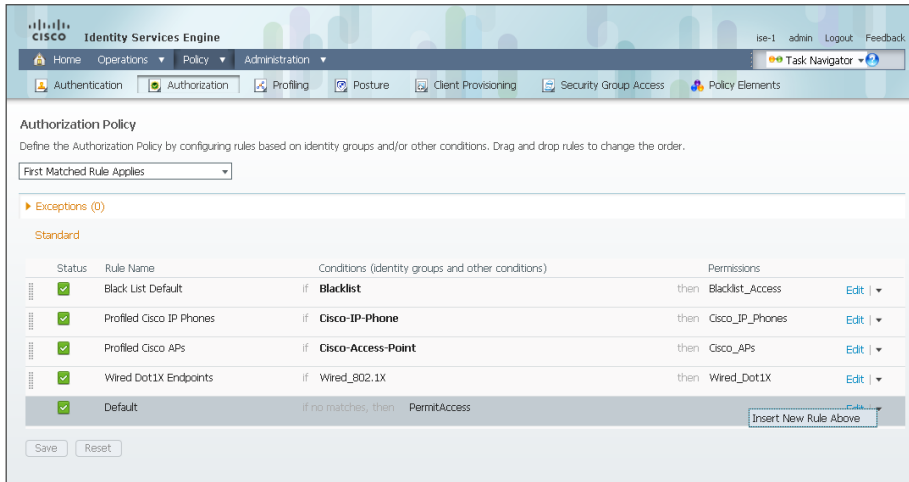 CISCO Identity Services Engine
ise-1 admin Logout Feedback
Home Operations Policy Administration
Task Navigator
Authentication Authorization Profiling Posture Client Provisioning Security Group Access Policy Elements
Authorization Policy
Define the Authorization Policy by configuring rules based on identity groups and/or other conditions. Drag and drop rules to change the order.
First Matched Rule Applies
Exceptions (0)
Standard
Status Rule Name Conditions (identity groups and other conditions) Permissions
Black List Default if Blacklist then Blacklist_Access Edit |
Profiled Cisco IP Phones if Cisco-IP-Phone then Cisco_IP_Phones Edit |
Profiled Cisco APs if Cisco-Access-Point then Cisco_APs Edit |
Wired Dot1X Endpoints if Wired_802.1X then Wired_Dot1X Edit |
Default if no matches, then PermitAccess Edit |
Insert New Rule Above
Save Reset